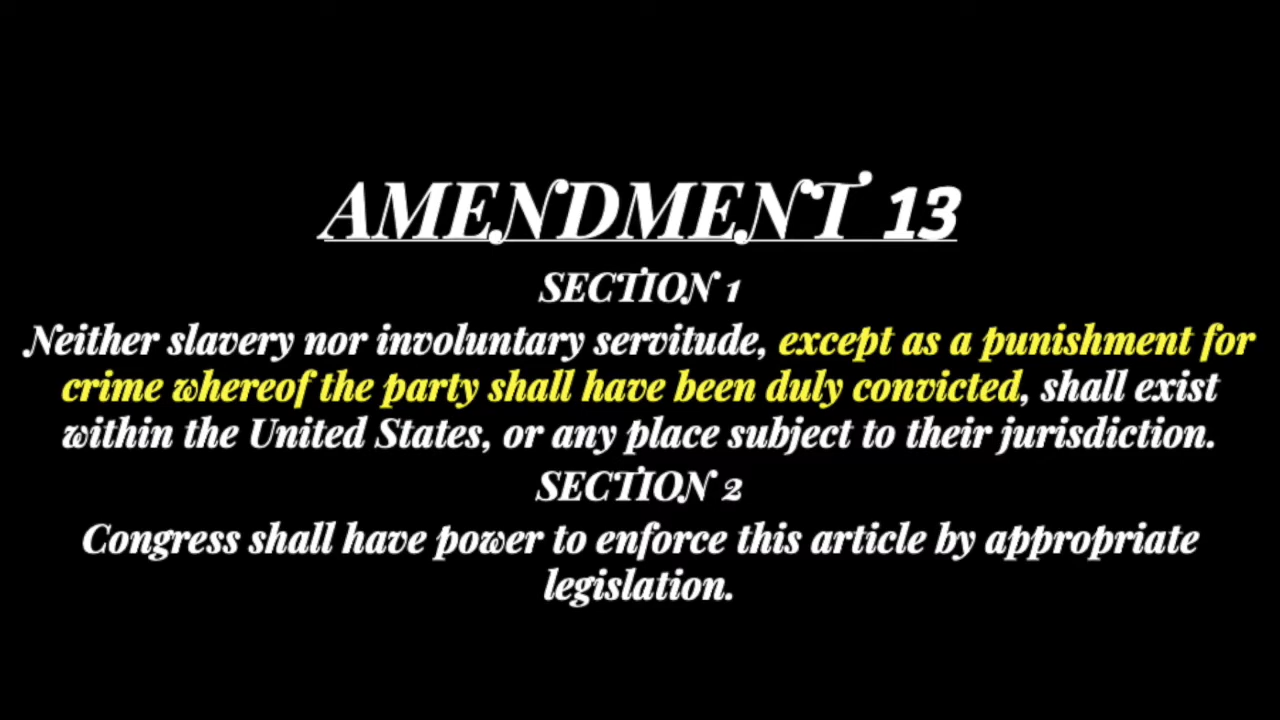 AMENDMENT 13
SECTION 1
Neither slavery nor involuntary servitude, except as a punishment for
crime whereof the party shall have been duly convicted, shall exist
within the United States, or any place subject to their jurisdiction.
SECTION 2
Congress shall have power to enforce this article by appropriate
legislation.